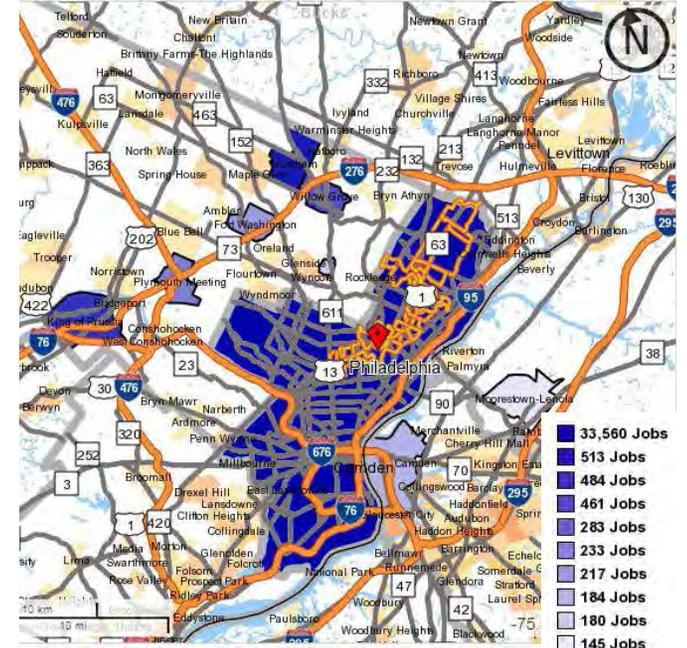 Telford
Souderton
New Britain
Chalfont
Bucks
Newtown Grant
Yardley
Woodside
N
Brittany Farms-The Highlands
Newtown
Hatfield
Richboro
413
Woodbourne
332
476
63
Montgomeryville
Lansdale
463
Village Shires
Fairless Hills
Kulpsville
Ivyland
Churchville
Langhorne
Langhorne Manor
Warminster Heights
152
213
Penndel
Levittown
North Wales
132
Trevose
Hulmeville
Levittown
363
Spring House
Maple Glen
276
232
Florence
Willow Grove
Bryn Athyn
Bristol
130
Ambler
Fort Washington
513
Croydon
Burlington
295
Eagleville
202
Blue Bell
73
Oreland
63
Eddington
Cornwells Heights
Trooper
Glenside
Beverly
Norristown
Flourtown
Wyncote
Rockledge
Plymouth Meeting
1
95
422
Bridgeport
Wyndmoor
611
King of Prussia
76
Conshohocken
West Conshohocken
Riverton
38
23
13
Philadelphia
Palmyra
Devon
30
476
Bryn Mawr
Moorestown-Lenola
Berwyn
Narberth
90
Ardmore
Merchantville
320
Penn Wynne
Cherry Hill Mall
252
676
Millbourne
Camden
Camden
70
Kingston Estates
3
Broomall
Collingswood
Barclay
295
Drexel Hill
East Lansdowne
Haddonfield
Lansdowne
76
Gloucester City
Audubon
1
420
Clifton Heights
Haddon Heights
Collingdale
Media
Morton
Bellmawr
Barrington
Lima
Swarthmore
Glenolden
Runnemede
Echelon
Rose Valley
Folsom
Folcroft
National Park
Somerdale
Prospect Park
47
Glendora
Stratford
10 km
Ridley Park
Woodbury
42
Laurel Springs
10 mi
Paulsboro
-75
Eddystone
Woodbury Heights
Blackwood
33,560 Jobs
513 Jobs
484 Jobs
461 Jobs
283 Jobs
233 Jobs
217 Jobs
184 Jobs
180 Jobs
145 Jobs